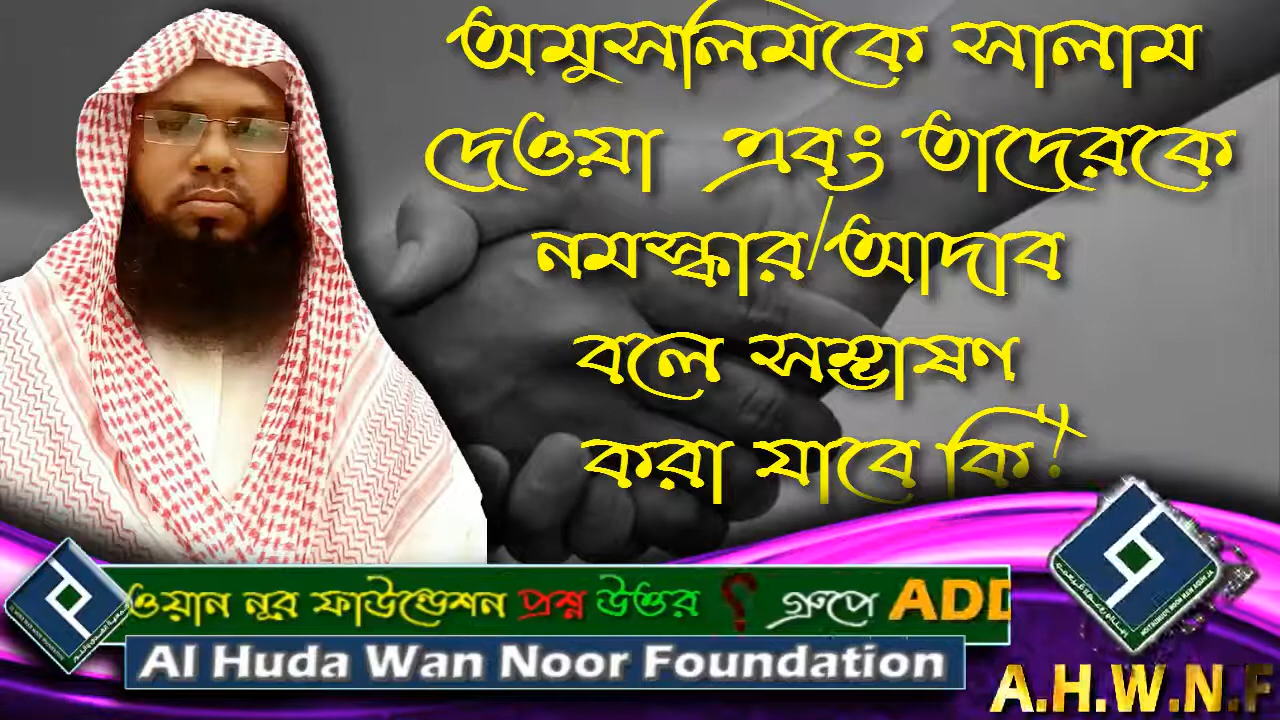 অমুসলিমকে সালাম
দেওয়া এবং তাদেরকে
নমস্কার/আদাব
বলে সম্ভাষণ
করা যাবে কি?
ওয়ান নূর ফাউন্ডেশন প্রশ্ন উত্তর ? গ্রুপে ADD
Al Huda Wan Noor Foundation
A.H.W.N.F